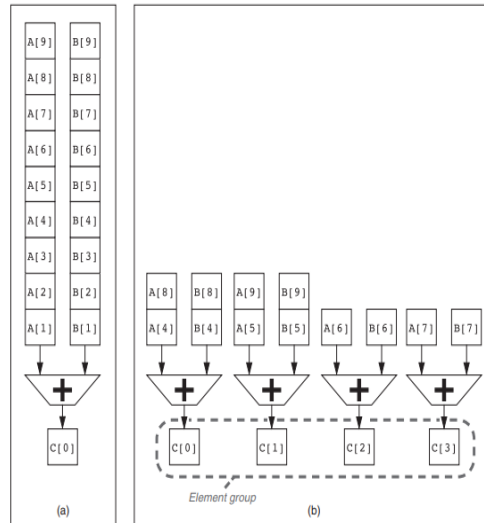 A[9] B[9]
A[8] B[8]
A[7] B[7]
A[6] B[6]
A[5] B[5]
A[4] B[4]
A[3] B[3]
A[2] B[2]
A[1] B[1]
+
C[0]
(a)
A[8] B[8] A[9] B[9]
A[4] B[4] A[5] B[5] A[6] B[6] A[7] B[7]
+ + + +
C[0] C[1] C[2] C[3]
Element group
(b)